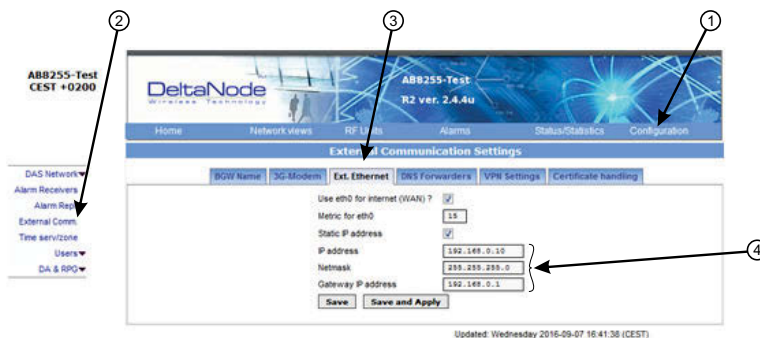 2
3
1
AB8255-Test
CEST +0200
DeltaNode
Wireless Technology
AB8255-Test
R2 ver. 2.4.4u
Home Network views RF Units Alarms Status/Statistics Configuration
External Communication Settings
BGW Name 3G-Modem Ext. Ethernet DNS Forwarders VPN Settings Certificate handling
DAS Network
Alarm Receivers
Alarm Rep
External Comm.
Time serv/zone
Users
DA & RPG
Use eth0 for internet (WAN) ?
Metric for eth0 15
Static IP address
IP address 192.168.0.10
Netmask 255.255.255.0
Gateway IP address 192.168.0.1
Save Save and Apply
4
Updated: Wednesday 2016-09-07 16:41:38 (CEST)